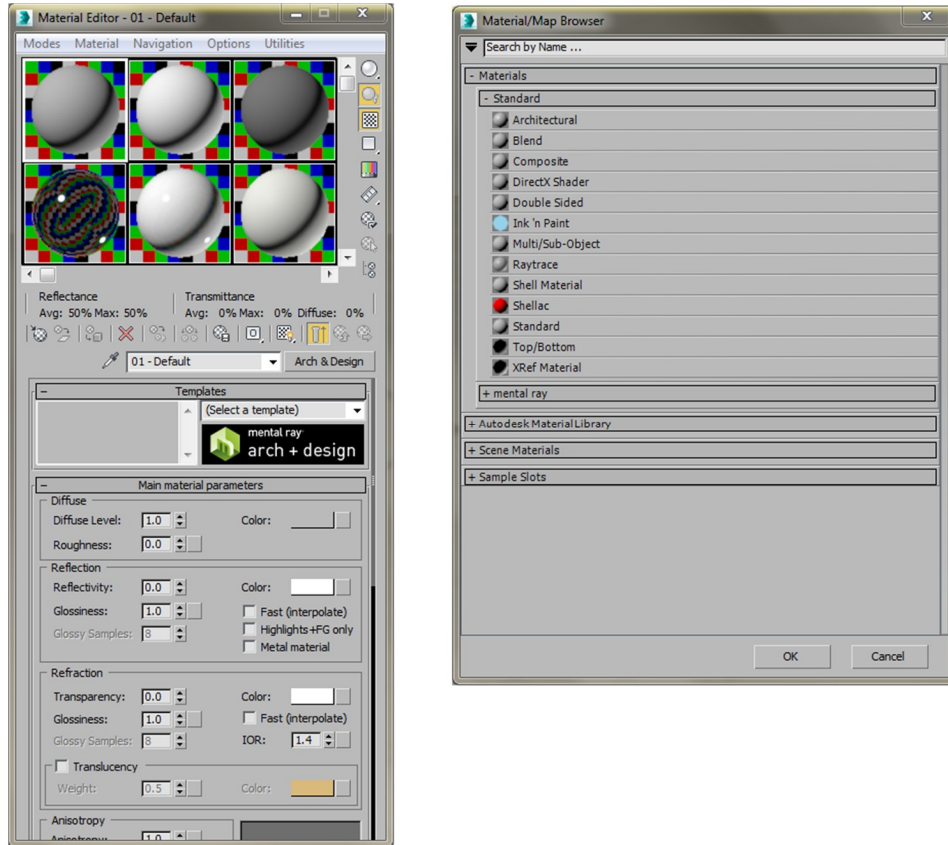 Material Editor - 01 - Default
Modes Material Navigation Options Utilities
Reflectance Transmittance
Avg: 50% Max: 50% Avg: 0% Max: 0% Diffuse: 0%
01 - Default Arch & Design
- Templates
(Select a template)
mental ray
arch + design
- Main material parameters
Diffuse
Diffuse Level: 1.0 Color:
Roughness: 0.0
Reflection
Reflectivity: 0.0 Color:
Glossiness: 1.0 Fast (interpolate)
Glossy Samples: 8 Highlights+FG only
Metal material
Refraction
Transparency: 0.0 Color:
Glossiness: 1.0 Fast (interpolate)
Glossy Samples: 8 IOR: 1.4
Translucency
Weight: 0.5 Color:
Anisotropy
Anisotropy: 1.0
Material/Map Browser
Search by Name ...
- Materials
- Standard
Architectural
Blend
Composite
DirectX Shader
Double Sided
Ink 'n Paint
Multi/Sub-Object
Raytrace
Shell Material
Shellac
Standard
Top/Bottom
XRef Material
+ mental ray
+ Autodesk Material Library
+ Scene Materials
+ Sample Slots
OK Cancel